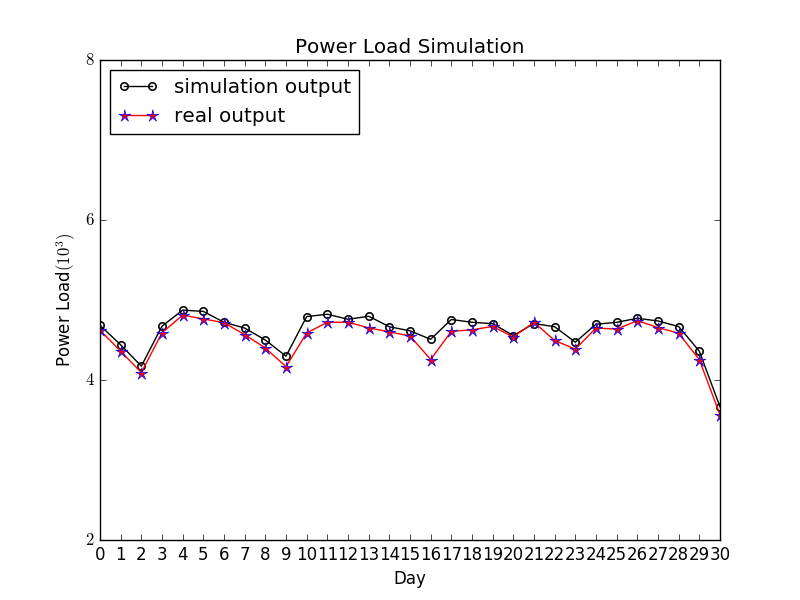 Power Load Simulation
simulation output
real output
8
6
4
2
Power Load(10³)
0 1 2 3 4 5 6 7 8 9 10 11 12 13 14 15 16 17 18 19 20 21 22 23 24 25 26 27 28 29 30
Day